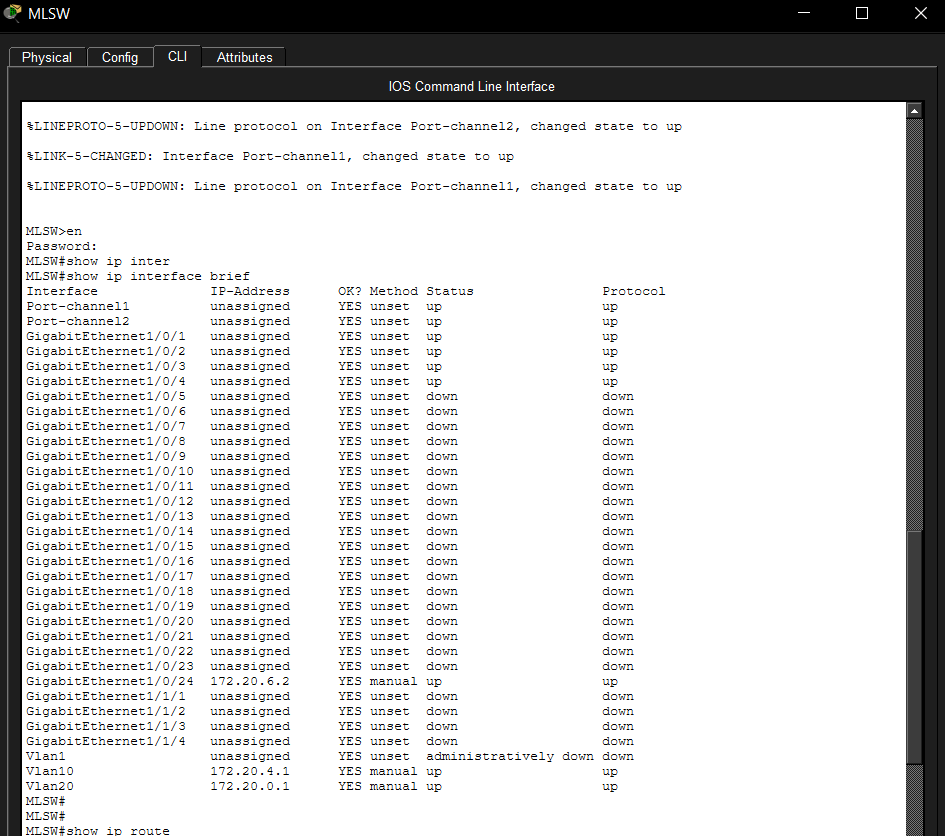 MLSW
Physical Config CLI Attributes
IOS Command Line Interface
%LINEPROTO-5-UPDOWN: Line protocol on Interface Port-channel2, changed state to up
%LINK-5-CHANGED: Interface Port-channel1, changed state to up
%LINEPROTO-5-UPDOWN: Line protocol on Interface Port-channel1, changed state to up
MLSW>en
Password:
MLSW#show ip inter
MLSW#show ip interface brief
Interface IP-Address OK? Method Status Protocol
Port-channel1 unassigned YES unset up up
Port-channel2 unassigned YES unset up up
GigabitEthernet1/0/1 unassigned YES unset up up
GigabitEthernet1/0/2 unassigned YES unset up up
GigabitEthernet1/0/3 unassigned YES unset up up
GigabitEthernet1/0/4 unassigned YES unset up up
GigabitEthernet1/0/5 unassigned YES unset down down
GigabitEthernet1/0/6 unassigned YES unset down down
GigabitEthernet1/0/7 unassigned YES unset down down
GigabitEthernet1/0/8 unassigned YES unset down down
GigabitEthernet1/0/9 unassigned YES unset down down
GigabitEthernet1/0/10 unassigned YES unset down down
GigabitEthernet1/0/11 unassigned YES unset down down
GigabitEthernet1/0/12 unassigned YES unset down down
GigabitEthernet1/0/13 unassigned YES unset down down
GigabitEthernet1/0/14 unassigned YES unset down down
GigabitEthernet1/0/15 unassigned YES unset down down
GigabitEthernet1/0/16 unassigned YES unset down down
GigabitEthernet1/0/17 unassigned YES unset down down
GigabitEthernet1/0/18 unassigned YES unset down down
GigabitEthernet1/0/19 unassigned YES unset down down
GigabitEthernet1/0/20 unassigned YES unset down down
GigabitEthernet1/0/21 unassigned YES unset down down
GigabitEthernet1/0/22 unassigned YES unset down down
GigabitEthernet1/0/23 unassigned YES unset down down
GigabitEthernet1/0/24 172.20.6.2 YES manual up up
GigabitEthernet1/1/1 unassigned YES unset down down
GigabitEthernet1/1/2 unassigned YES unset down down
GigabitEthernet1/1/3 unassigned YES unset down down
GigabitEthernet1/1/4 unassigned YES unset down down
Vlan1 unassigned YES unset administratively down down
Vlan10 172.20.4.1 YES manual up up
Vlan20 172.20.0.1 YES manual up up
MLSW#
MLSW#
MLSW#show ip route